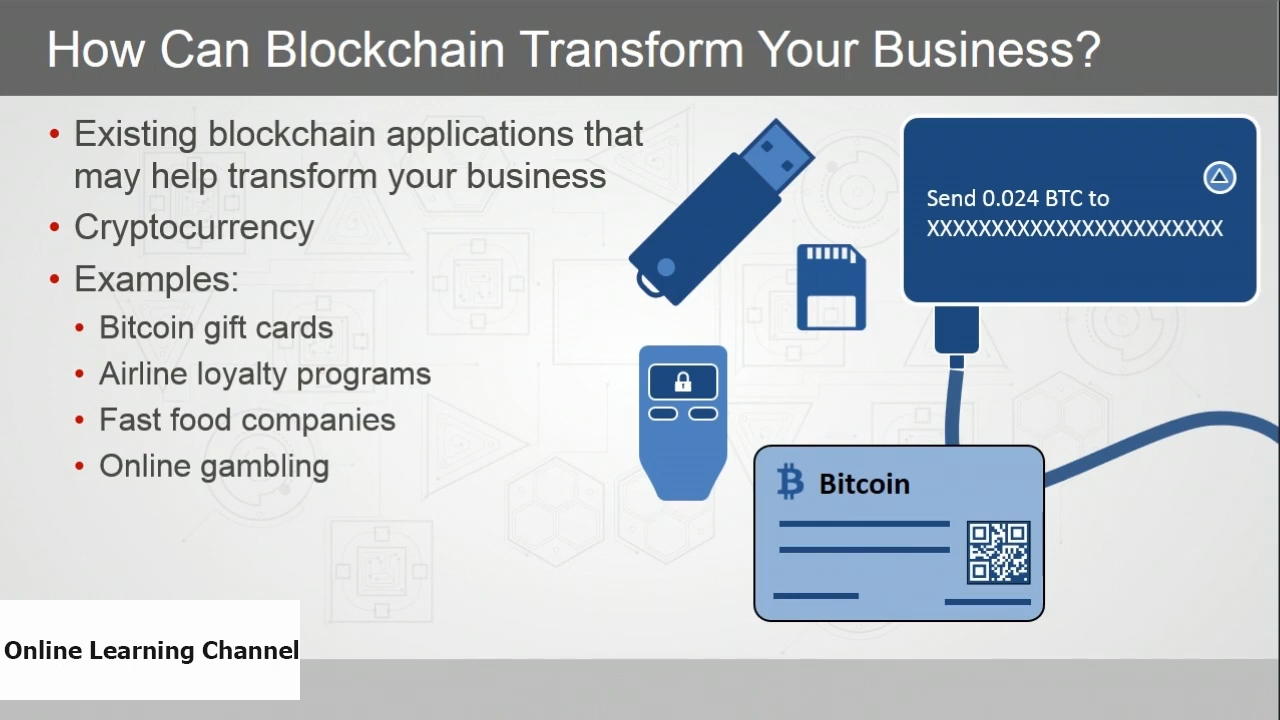 How Can Blockchain Transform Your Business?
• Existing blockchain applications that
may help transform your business
• Cryptocurrency
• Examples:
• Bitcoin gift cards
• Airline loyalty programs
• Fast food companies
• Online gambling
Send 0.024 BTC to
XXXXXXXXXXXXXXXXXXXXXXX
Bitcoin
Online Learning Channel